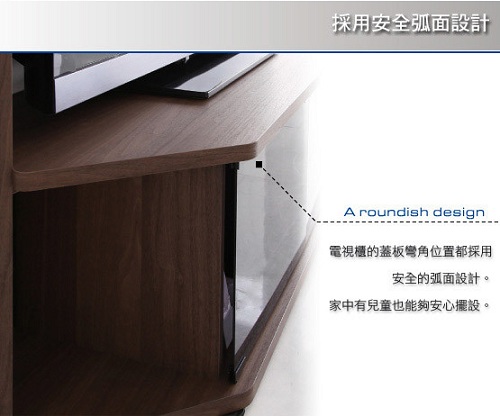 採用安全弧面設計
A roundish design
電視櫃的蓋板彎角位置都採用
安全的弧面設計。
家中有兒童也能夠安心擺設。